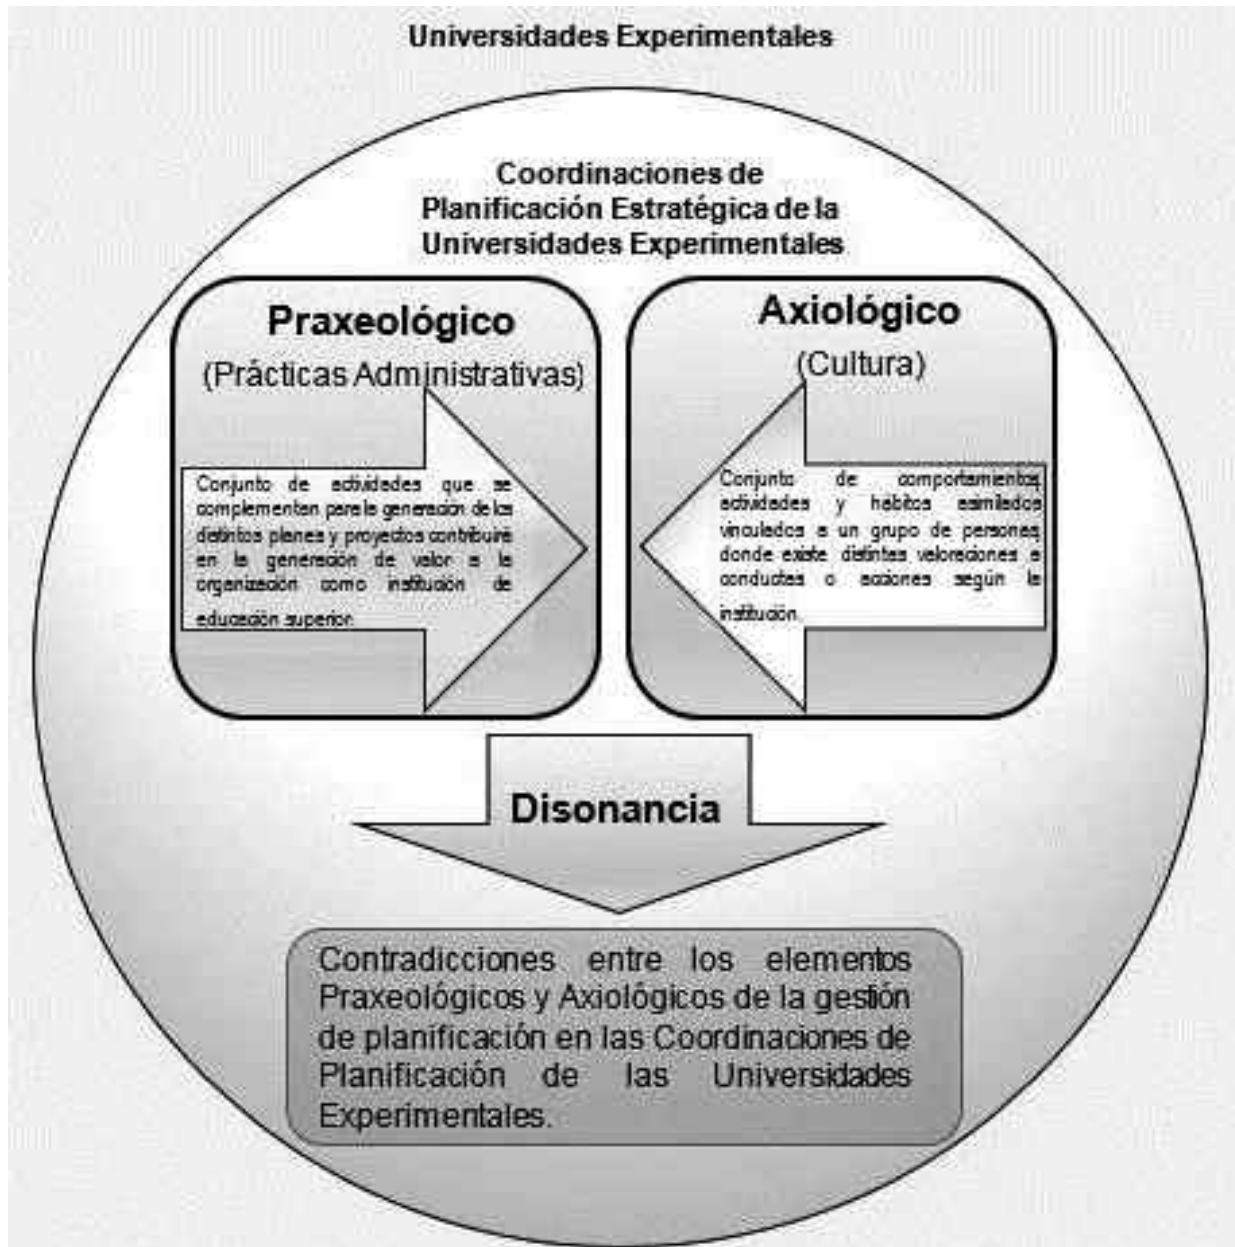 Universidades Experimentales
Coordinaciones de
Planificación Estratégica de la
Universidades Experimentales
Praxeológico
(Prácticas Administrativas)
Conjunto de actividades que se
complementan para la generación de los
distintos planes y proyectos contribuirá
en la generación de valor a la
organización como institución de
educación superior.
Axiológico
(Cultura)
Conjunto de comportamientos,
actividades y hábitos asimilados
vinculados a un grupo de personas,
donde existe distintas valoraciones a
conductas o acciones según la
institución.
Disonancia
Contradicciones entre los elementos
Praxeológicos y Axiológicos de la gestión
de planificación en las Coordinaciones de
Planificación de las Universidades
Experimentales.